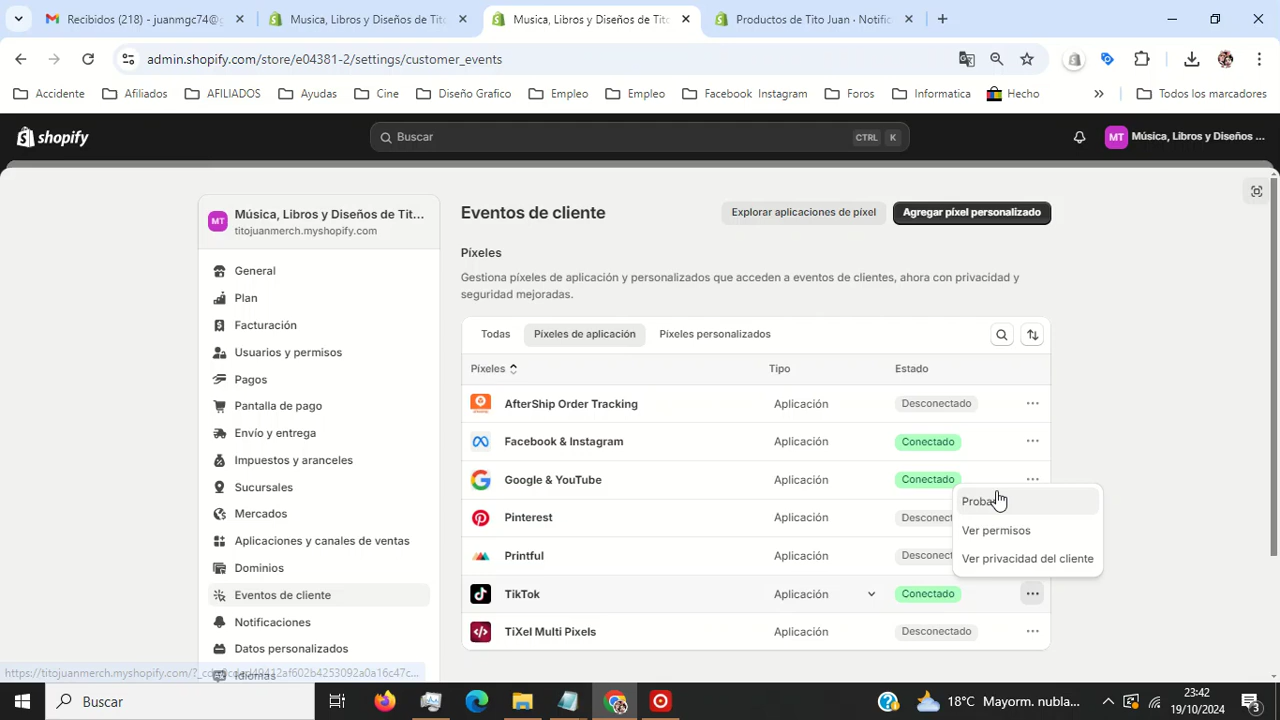 Recibidos (218) - juanmgc74@g
Musica, Libros y Diseños de Tito
Musica, Libros y Diseños de Tito
Productos de Tito Juan · Notific
admin.shopify.com/store/e04381-2/settings/customer_events
Accidente
Afiliados
AFILIADOS
Ayudas
Cine
Diseño Grafico
Empleo
Empleo
Facebook Instagram
Foros
Informatica
Hecho
»
Todos los marcadores
shopify
Buscar
CTRL K
MT Música, Libros y Diseños ...
MT Música, Libros y Diseños de Tit...
titojuanmerch.myshopify.com
General
Plan
Facturación
Usuarios y permisos
Pagos
Pantalla de pago
Envío y entrega
Impuestos y aranceles
Sucursales
Mercados
Aplicaciones y canales de ventas
Dominios
Eventos de cliente
Notificaciones
Datos personalizados
Idiomas
Eventos de cliente
Explorar aplicaciones de píxel
Agregar píxel personalizado
Píxeles
Gestiona píxeles de aplicación y personalizados que acceden a eventos de clientes, ahora con privacidad y
seguridad mejoradas.
Todas
Píxeles de aplicación
Píxeles personalizados
Píxeles Tipo Estado
AfterShip Order Tracking Aplicación Desconectado
Facebook & Instagram Aplicación Conectado
Google & YouTube Aplicación Conectado
Pinterest Aplicación Desconect
Printful Aplicación Desconect
TikTok Aplicación Conectado
TiXel Multi Pixels Aplicación Desconectado
Proba
Ver permisos
Ver privacidad del cliente
Buscar
18°C Mayorm. nubla...
23:42
19/10/2024
3